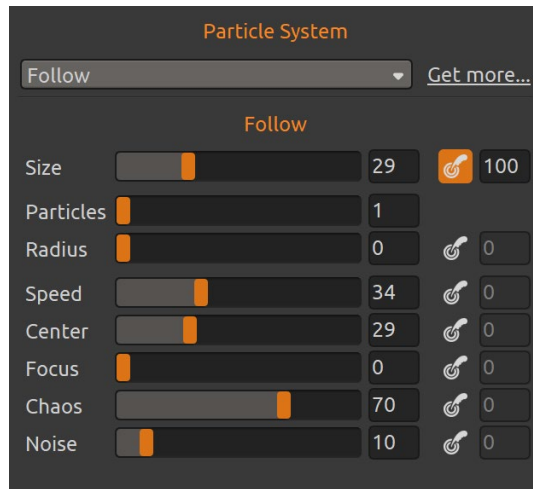 Particle System
Follow Get more...
Follow
Size 29 100
Particles 1
Radius 0 0
Speed 34 0
Center 29 0
Focus 0 0
Chaos 70 0
Noise 10 0